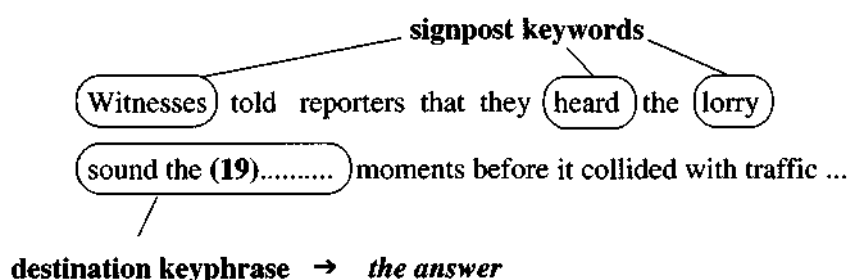 signpost keywords
Witnesses told reporters that they heard the lorry
sound the (19).......... moments before it collided with traffic ...
destination keyphrase → the answer